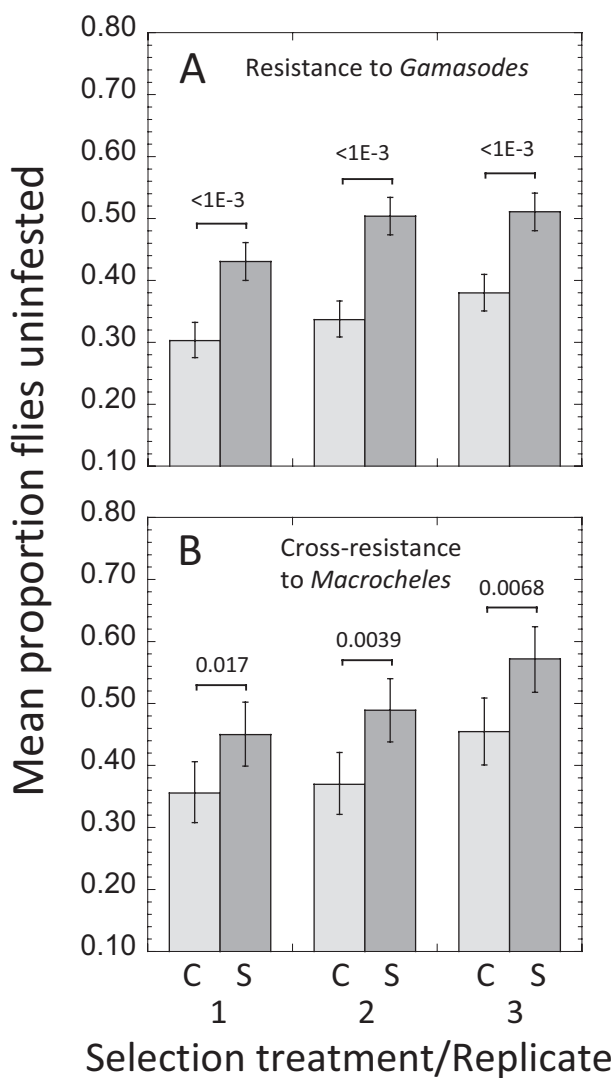 Mean proportion flies uninfested
0.80
0.70
0.60
0.50
0.40
0.30
0.20
0.10
A
Resistance to Gamasodes
<1E-3
<1E-3
<1E-3
0.80
0.70
0.60
0.50
0.40
0.30
0.20
0.10
B
Cross-resistance
to Macrocheles
0.017
0.0039
0.0068
C S C S C S
1 2 3
Selection treatment/Replicate